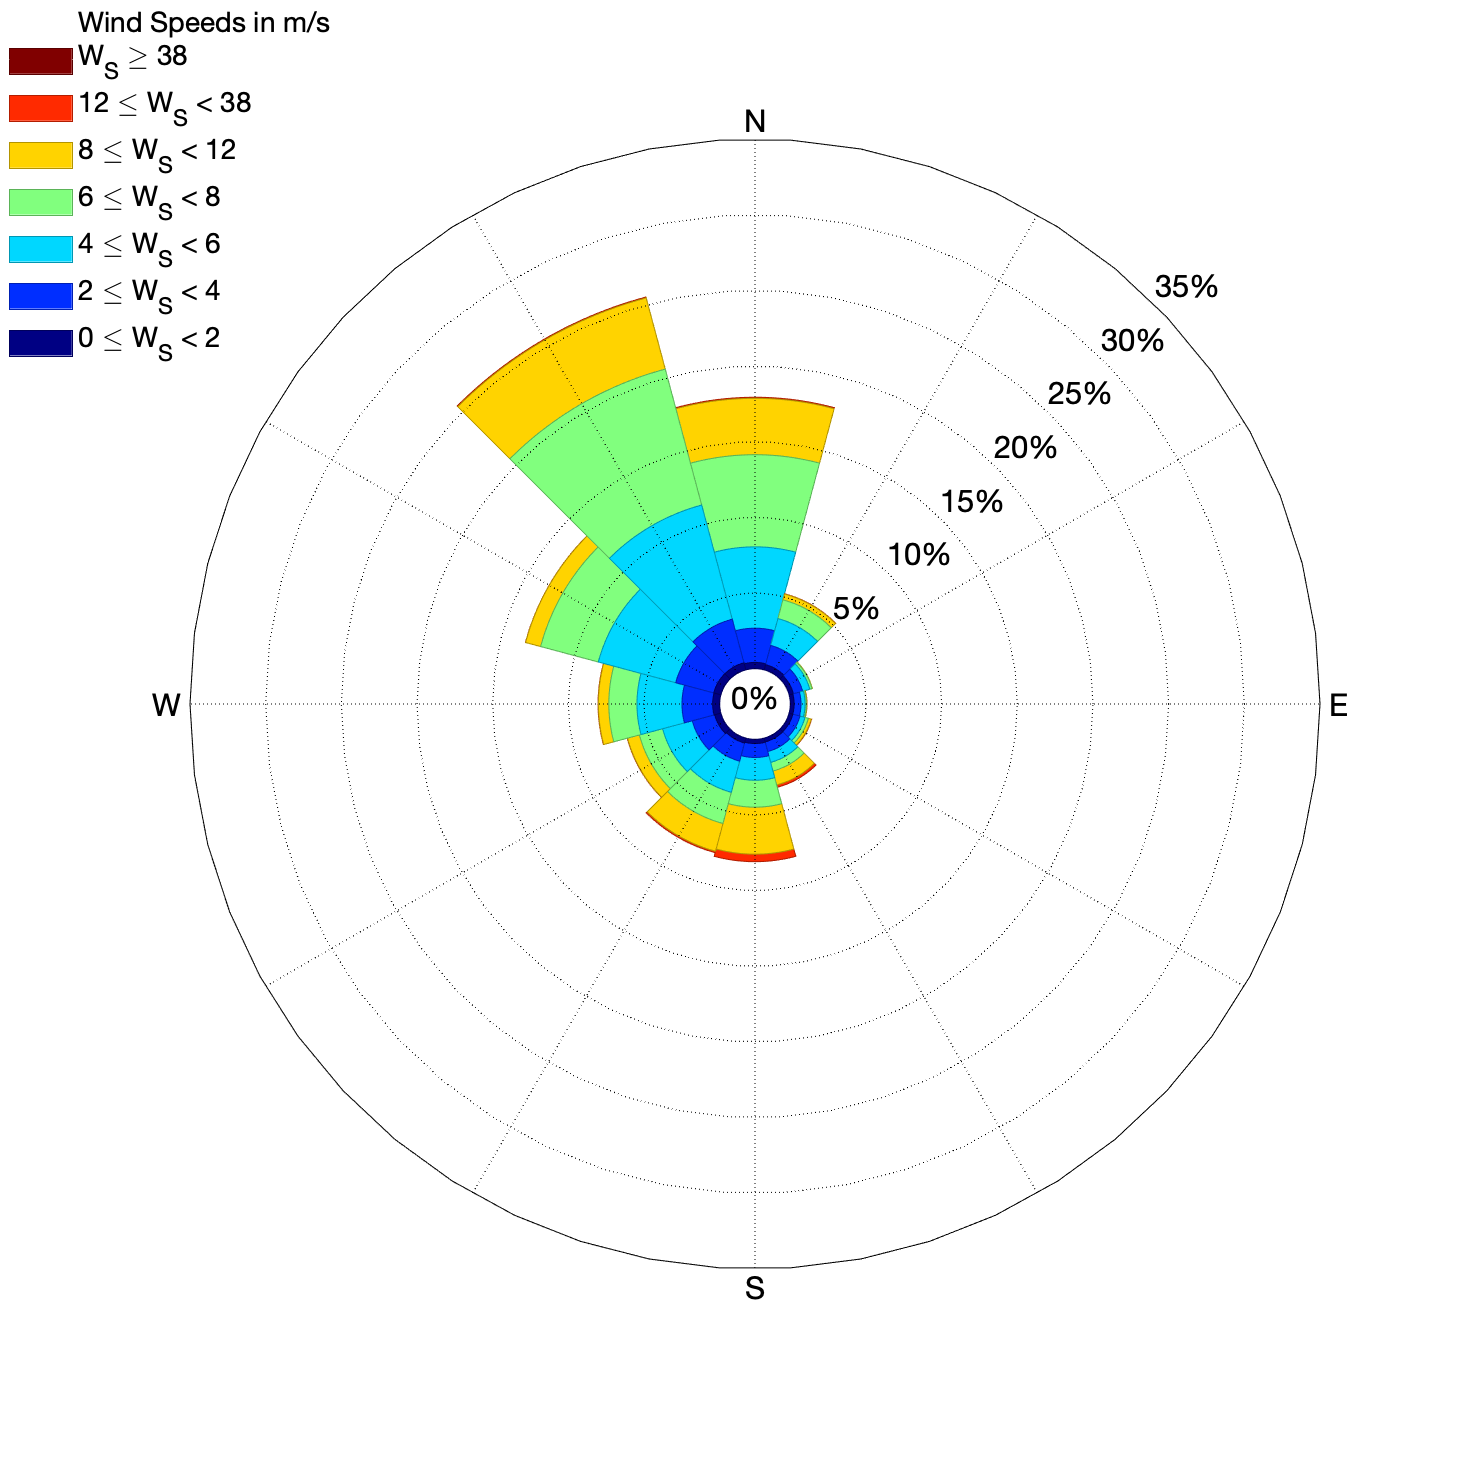 Wind Speeds in m/s
W_S ≥ 38
12 ≤ W_S < 38
8 ≤ W_S < 12
6 ≤ W_S < 8
4 ≤ W_S < 6
2 ≤ W_S < 4
0 ≤ W_S < 2
N
35%
30%
25%
20%
15%
10%
5%
0%
W
E
S